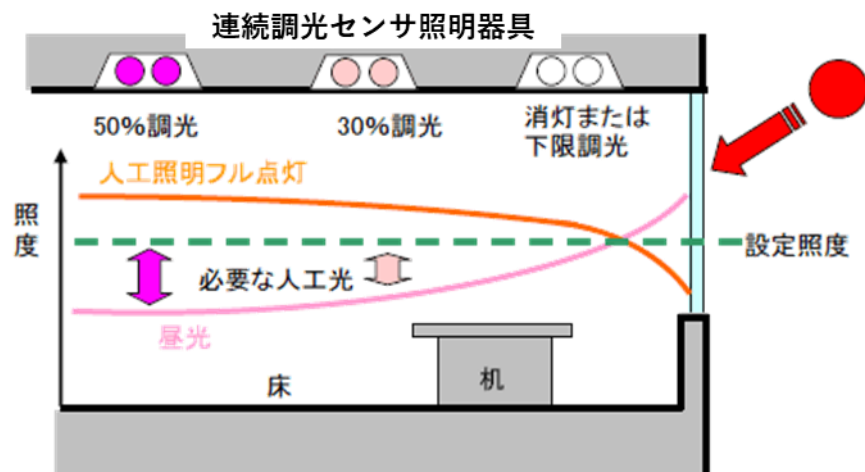 連続調光センサ照明器具
50%調光
30%調光
消灯または
下限調光
人工照明フル点灯
照度
設定照度
必要な人工光
昼光
机
床